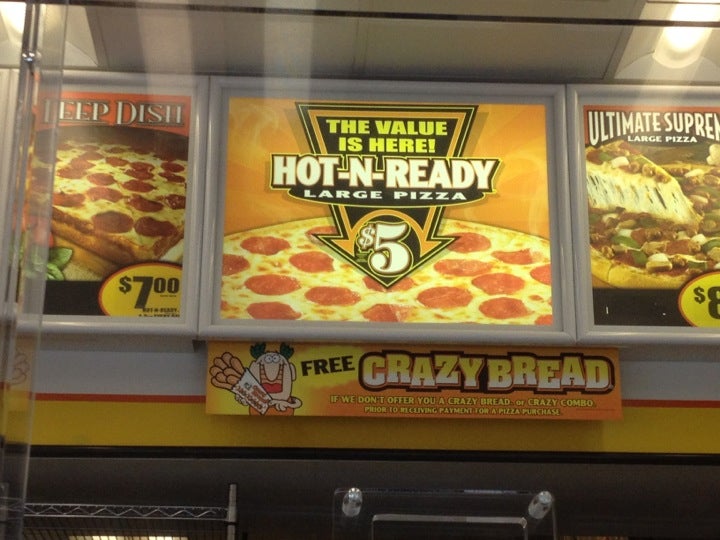 DEEP DISH
$7.00
HOT-N-READY
THE VALUE
IS HERE!
HOT-N-READY
LARGE PIZZA
$5
ULTIMATE SUPREM
LARGE PIZZA
$8
FREE CRAZY BREAD
IF WE DON'T OFFER YOU A CRAZY BREAD® or CRAZY COMBO®
PRIOR TO RECEIVING PAYMENT FOR A PIZZA PURCHASE